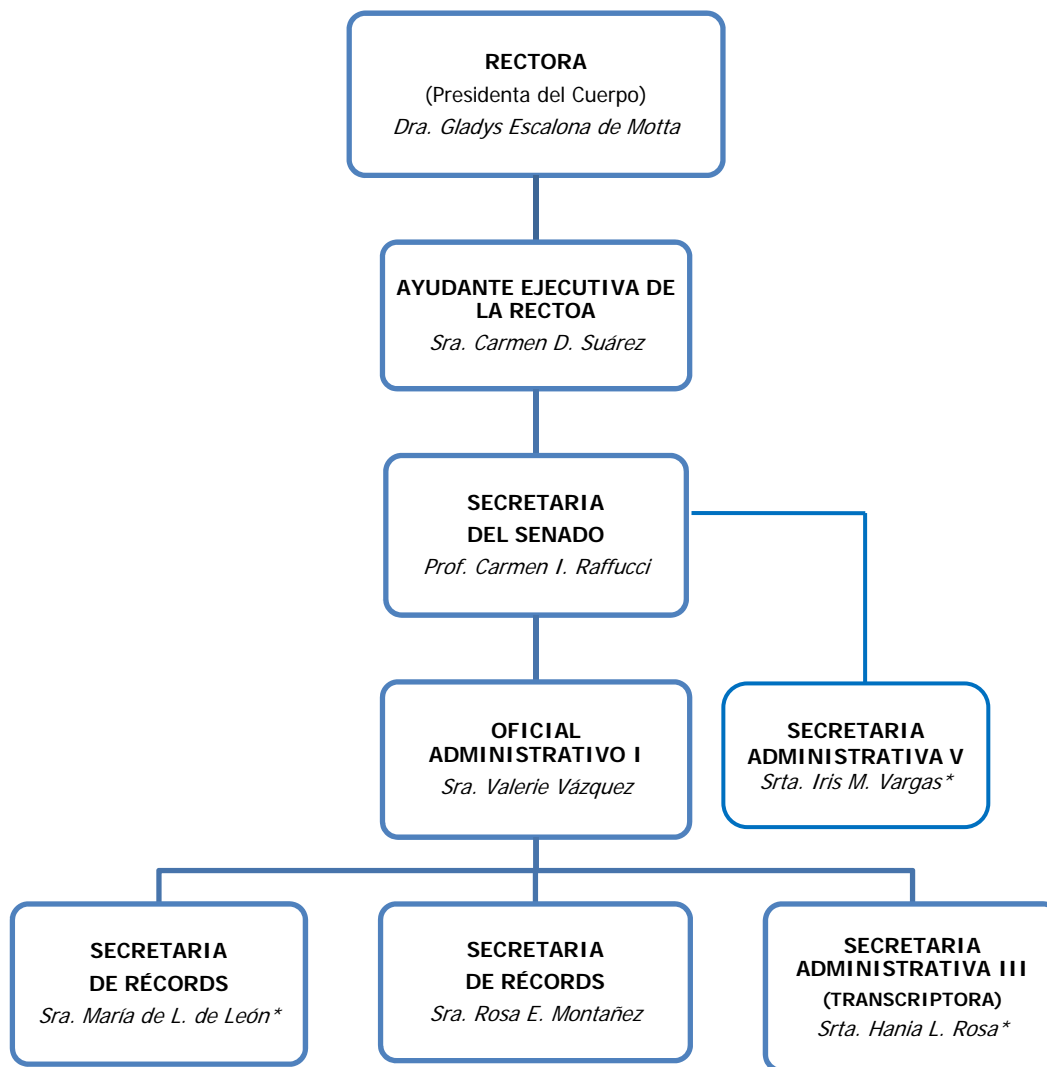 RECTORA
(Presidenta del Cuerpo)
Dra. Gladys Escalona de Motta
AYUDANTE EJECUTIVA DE
LA RECTOA
Sra. Carmen D. Suárez
SECRETARIA
DEL SENADO
Prof. Carmen I. Raffucci
OFICIAL
ADMINISTRATIVO I
Sra. Valerie Vázquez
SECRETARIA
ADMINISTRATIVA V
Srta. Iris M. Vargas*
SECRETARIA
DE RÉCORDS
Sra. María de L. de León*
SECRETARIA
DE RÉCORDS
Sra. Rosa E. Montañez
SECRETARIA
ADMINISTRATIVA III
(TRANSCRIPTORA)
Srta. Hania L. Rosa*